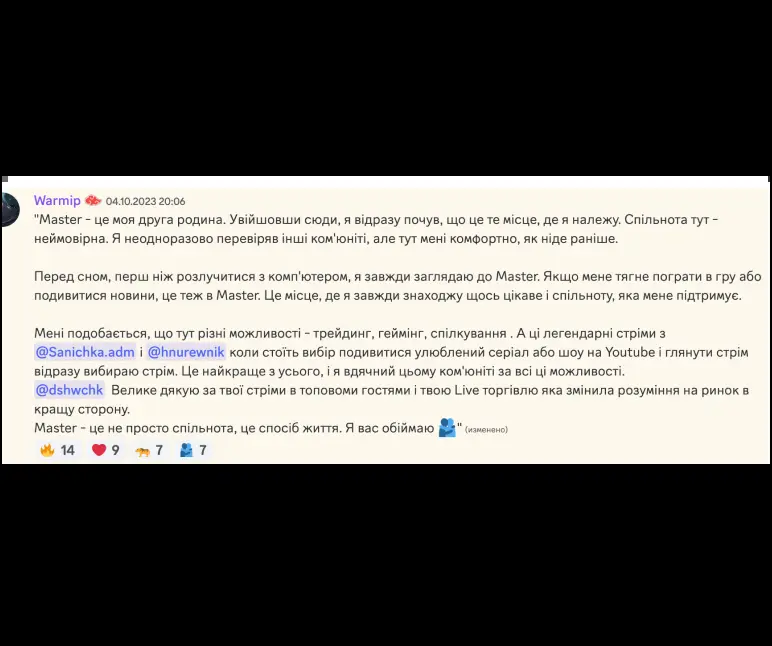 Warmip 04.10.2023 20:06
"Master - це моя друга родина. Увійшовши сюди, я відразу почув, що це те місце, де я належу. Спільнота тут -
неймовірна. Я неодноразово перевіряв інші ком'юніті, але тут мені комфортно, як ніде раніше.
Перед сном, перш ніж розлучитися з комп'ютером, я завжди заглядаю до Master. Якщо мене тягне пограти в гру або
подивитися новини, це теж в Master. Це місце, де я завжди знаходжу щось цікаве і спільноту, яка мене підтримує.
Мені подобається, що тут різні можливості - трейдинг, геймінг, спілкування . А ці легендарні стріми з
@Sanichka.adm і @hnurewnik коли стоїть вибір подивитися улюблений серіал або шоу на Youtube і глянути стрім
відразу вибираю стрім. Це найкраще з усього, і я вдячний цьому ком'юніті за всі ці можливості.
@dshwchk Велике дякую за твої стріми в топовоми гостями і твою Live торгівлю яка змінила розуміння на ринок в
кращу сторону.
Master - це не просто спільнота, це спосіб життя. Я вас обіймаю 🫂" (изменено)
🔥 14 ❤️ 9 🐅 7 🫂 7